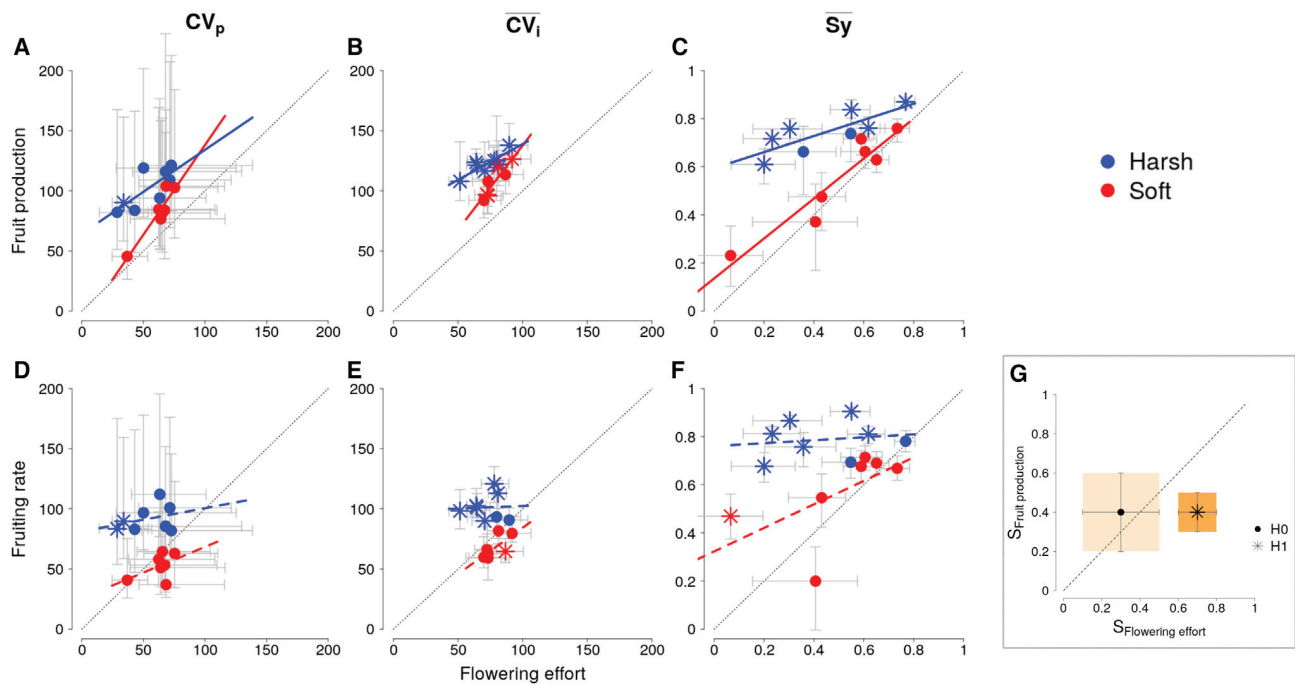 CVp
CVi
Sy
A
B
C
Fruit production
200
150
100
50
0
0 50 100 150 200
200
150
100
50
0
0 50 100 150 200
1
0.8
0.6
0.4
0.2
0
0 0.2 0.4 0.6 0.8 1
Harsh
Soft
D
E
F
Fruiting rate
200
150
100
50
0
0 50 100 150 200
200
150
100
50
0
0 50 100 150 200
1
0.8
0.6
0.4
0.2
0
0 0.2 0.4 0.6 0.8 1
Flowering effort
G
SFruit production
1
0.8
0.6
0.4
0.2
0
0 0.2 0.4 0.6 0.8 1
SFlowering effort
H0
H1